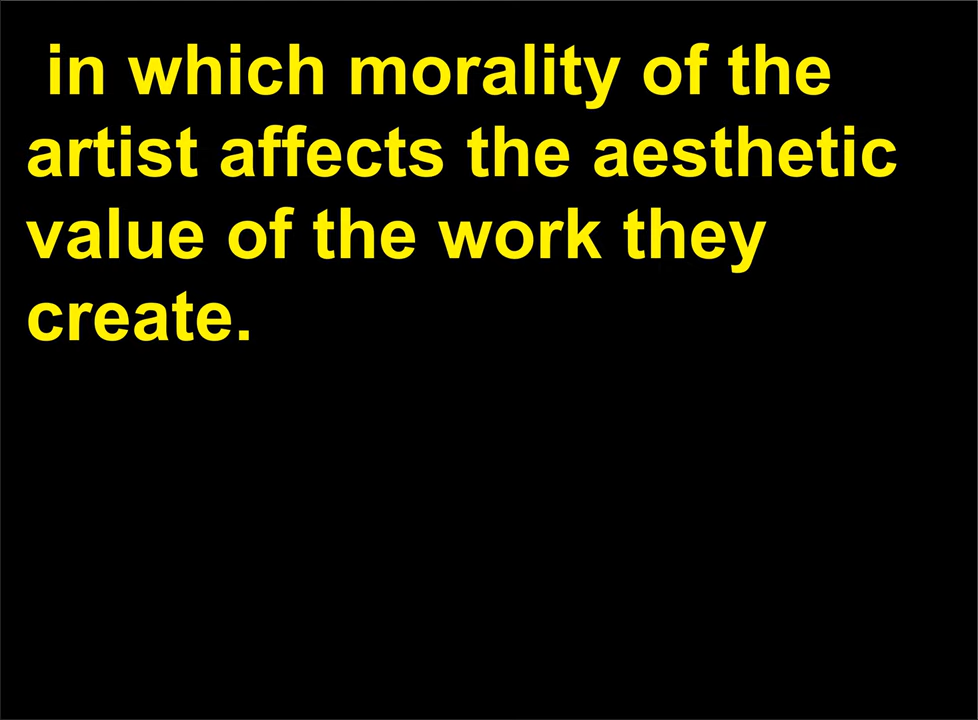 in which morality of the
artist affects the aesthetic
value of the work they
create.